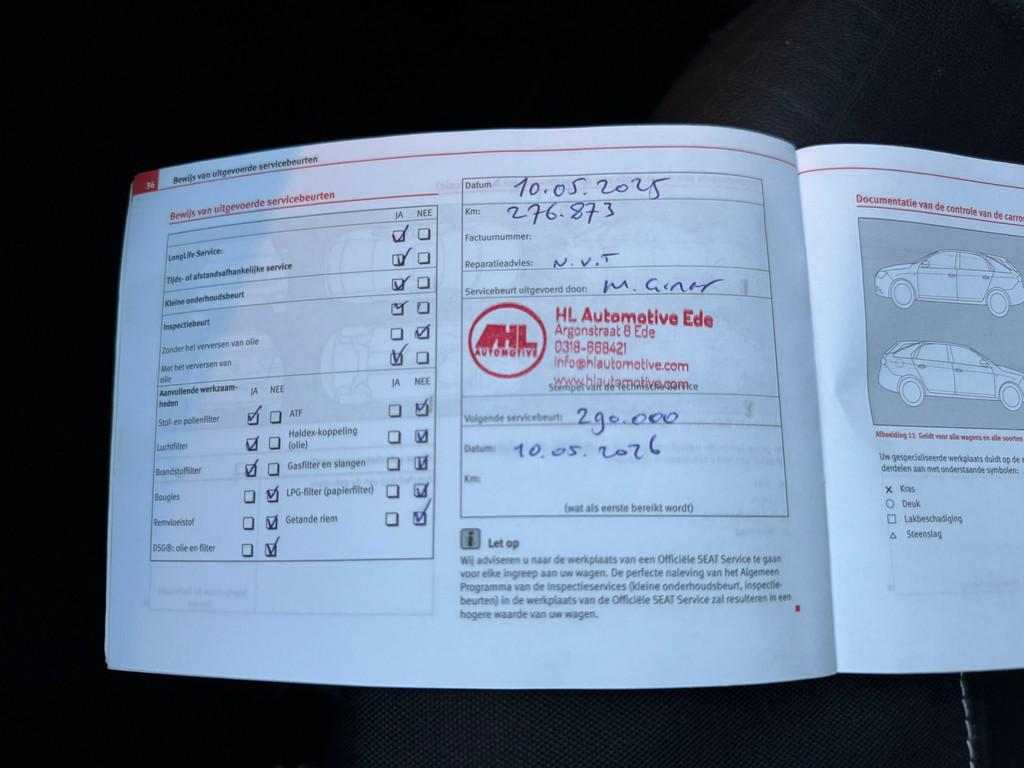 36 Bewijs van uitgevoerde servicebeurten
Bewijs van uitgevoerde servicebeurten
JA NEE
LongLife Service:
Tijds- of afstandsafhankelijke service
Kleine onderhoudsbeurt
Inspectiebeurt
Zonder het verversen van olie
Met het verversen van
olie
Aanvullende werkzaam-
heden
JA NEE
JA NEE
Stof- en pollenfilter
ATF
Luchtfilter
Haldex-koppeling
(olie)
Brandstoffilter
Gasfilter en slangen
Bougies
LPG-filter (papierfilter)
Remvloeistof
Getande riem
DSG®: olie en filter
Datum 10.05.2025
Km: 276.873
Factuurnummer:
Reparatieadvies: N.V.T
Servicebeurt uitgevoerd door: M.
HL
AUTOMOTIVE
HL Automotive Ede
Argonstraat 8 Ede
0318-668421
info@hlautomotive.com
www.hlautomotive.com
Stempel van de Technische Service
Volgende servicebeurt: 290.000
Datum: 10.05.2026
Km:
(wat als eerste bereikt wordt)
i Let op
Wij adviseren u naar de werkplaats van een Officiële SEAT Service te gaan
voor elke ingreep aan uw wagen. De perfecte naleving van het Algemeen
Programma van de Inspectieservices (kleine onderhoudsbeurt, Inspectie-
beurten) in de werkplaats van de Officiële SEAT Service zal resulteren in een
hogere waarde van uw wagen.
Documentatie van de controle van de carros
Afbeelding 11 Geldt voor alle wagens en alle soorten
Uw gespecialiseerde werkplaats duidt op de a
derdelen aan met onderstaande symbolen:
Kras
Deuk
Lakbeschadiging
Steenslag